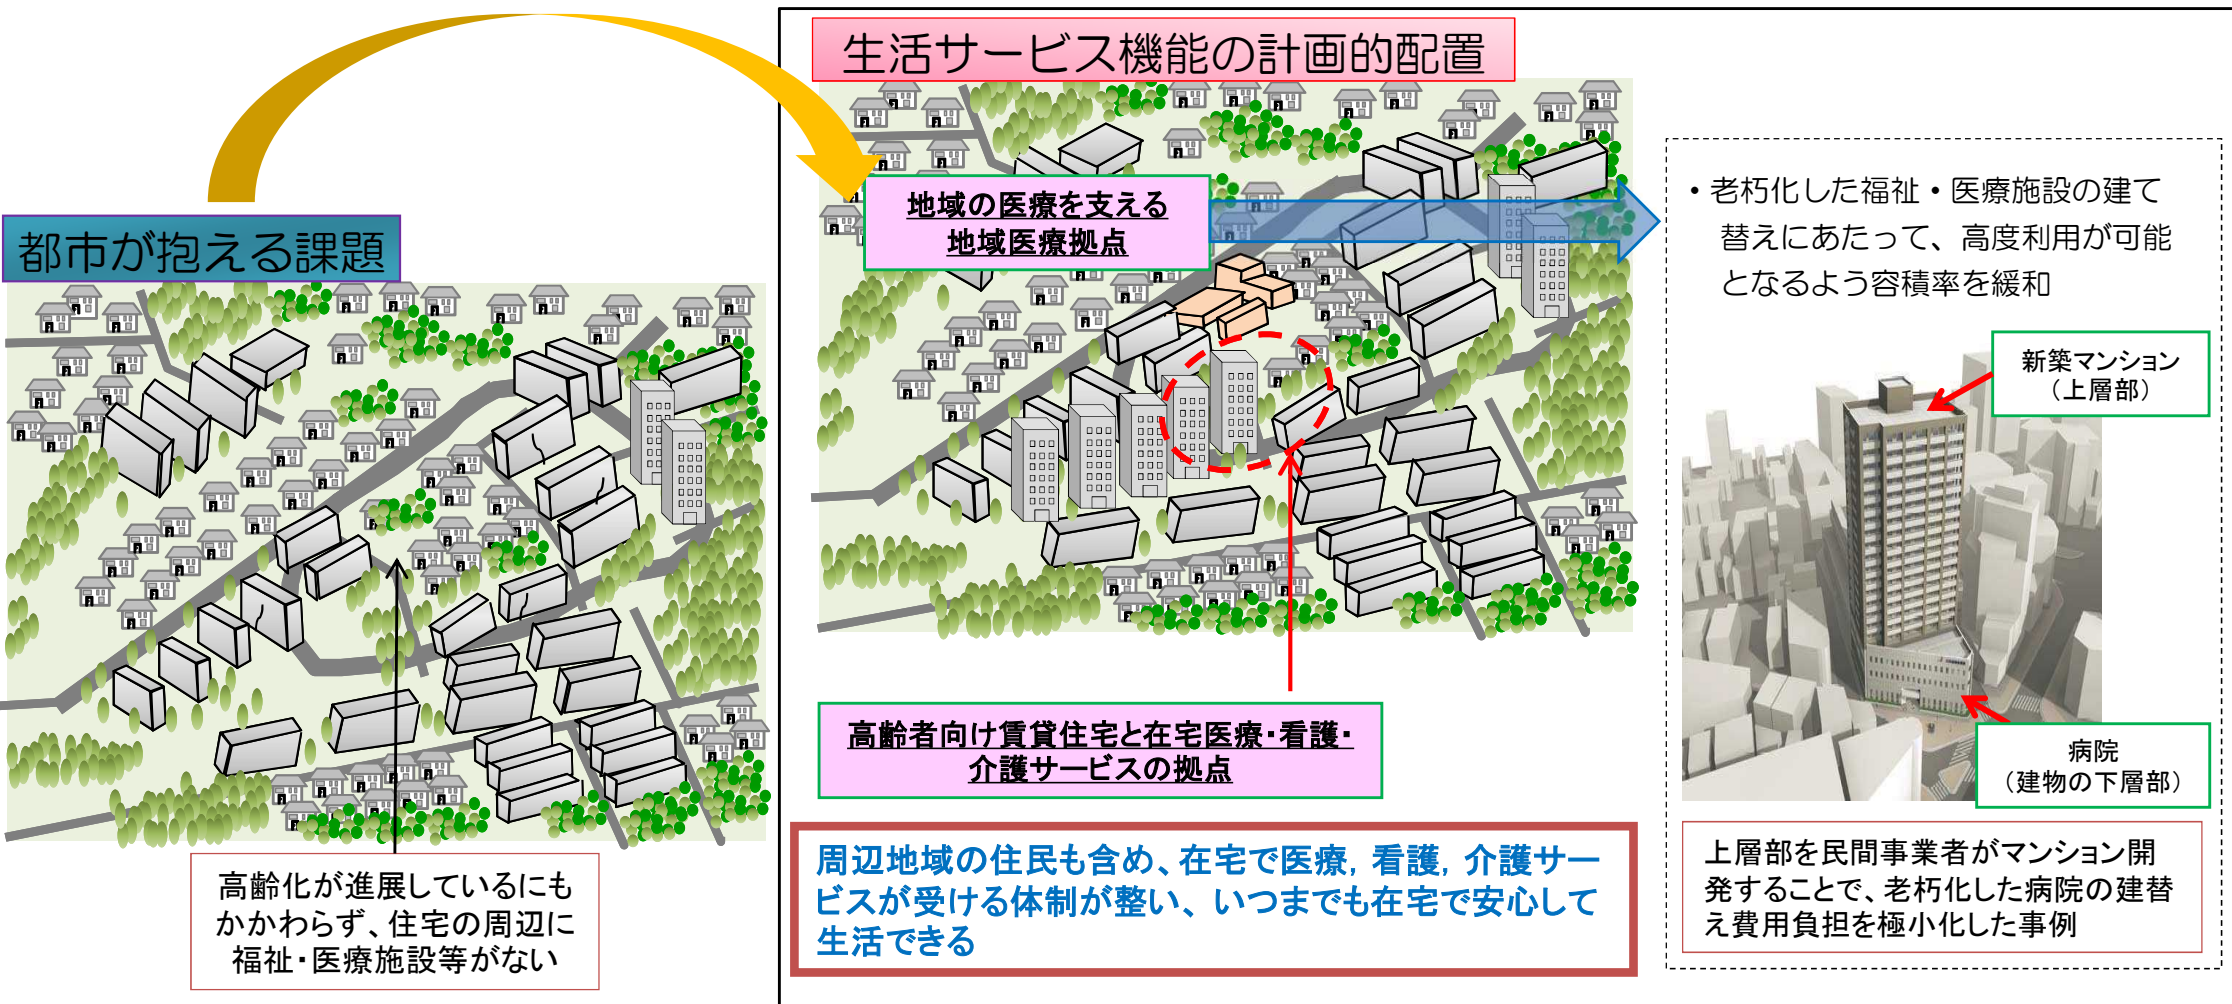 都市が抱える課題
高齢化が進展しているにも
かかわらず、住宅の周辺に
福祉・医療施設等がない
生活サービス機能の計画的配置
地域の医療を支える
地域医療拠点
高齢者向け賃貸住宅と在宅医療・看護・
介護サービスの拠点
周辺地域の住民も含め、在宅で医療，看護，介護サー
ビスが受ける体制が整い、いつまでも在宅で安心して
生活できる
・老朽化した福祉・医療施設の建て
替えにあたって、高度利用が可能
となるよう容積率を緩和
新築マンション
（上層部）
病院
（建物の下層部）
上層部を民間事業者がマンション開
発することで、老朽化した病院の建替
え費用負担を極小化した事例